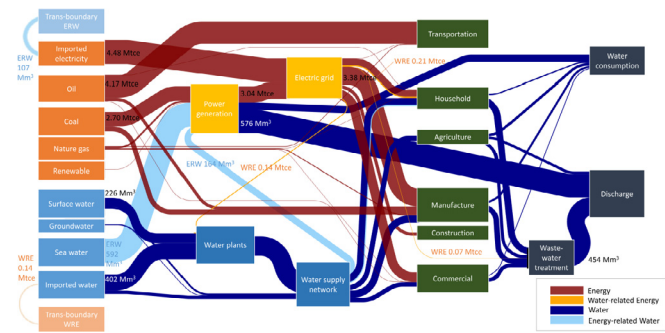 Trans-boundary
ERW
Imported
electricity
ERW
107
Mm³
4.48 Mtce
Oil
4.17 Mtce
Coal
2.70 Mtce
Nature gas
Renewable
Power
generation
Electric grid
3.04 Mtce
3.38 Mtce
576 Mm³
WRE 0.21 Mtce
ERW 164 Mm³
WRE 0.14 Mtce
Surface water
226 Mm³
Groundwater
Sea water
ERW
592
Mm³
Imported water
402 Mm³
WRE
0.14
Mtce
Trans-boundary
WRE
Water plants
Water supply
network
Transportation
Household
Agriculture
Manufacture
Construction
WRE 0.07 Mtce
Commercial
Water
consumption
Discharge
Waste-
water
treatment
454 Mm³
Energy
Water-related Energy
Water
Energy-related Water